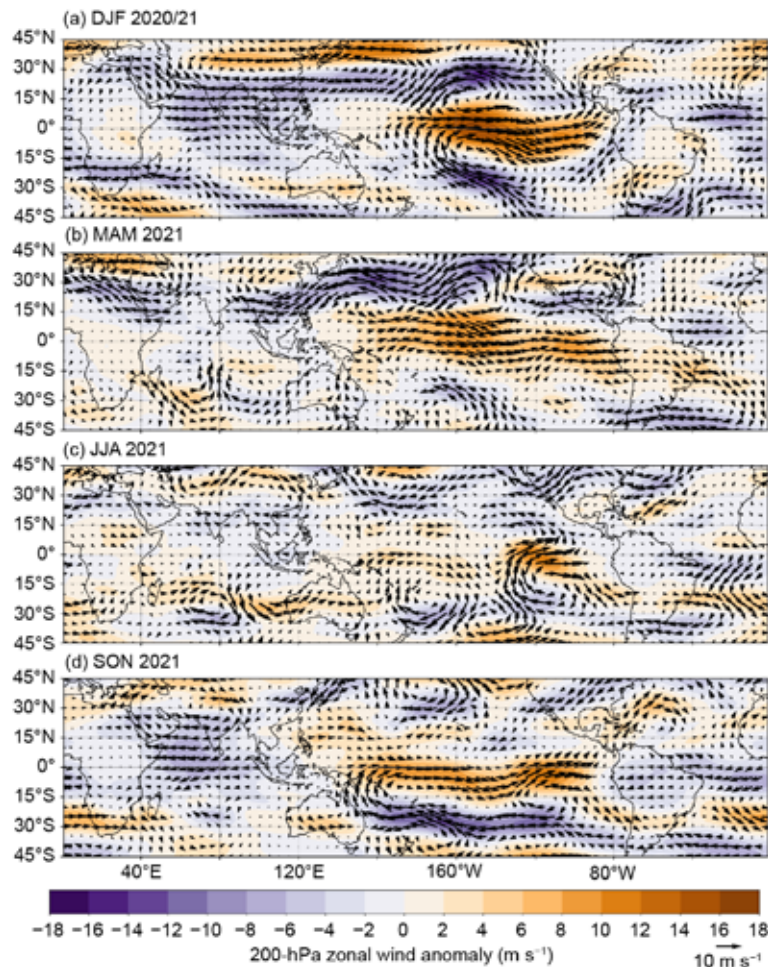 (a) DJF 2020/21
45°N
30°N
15°N
0°
15°S
30°S
45°S
(b) MAM 2021
45°N
30°N
15°N
0°
15°S
30°S
45°S
(c) JJA 2021
45°N
30°N
15°N
0°
15°S
30°S
45°S
(d) SON 2021
45°N
30°N
15°N
0°
15°S
30°S
45°S
40°E 120°E 160°W 80°W
−18 −16 −14 −12 −10 −8 −6 −4 −2 0 2 4 6 8 10 12 14 16 18
200-hPa zonal wind anomaly (m s⁻¹) 10 m s⁻¹